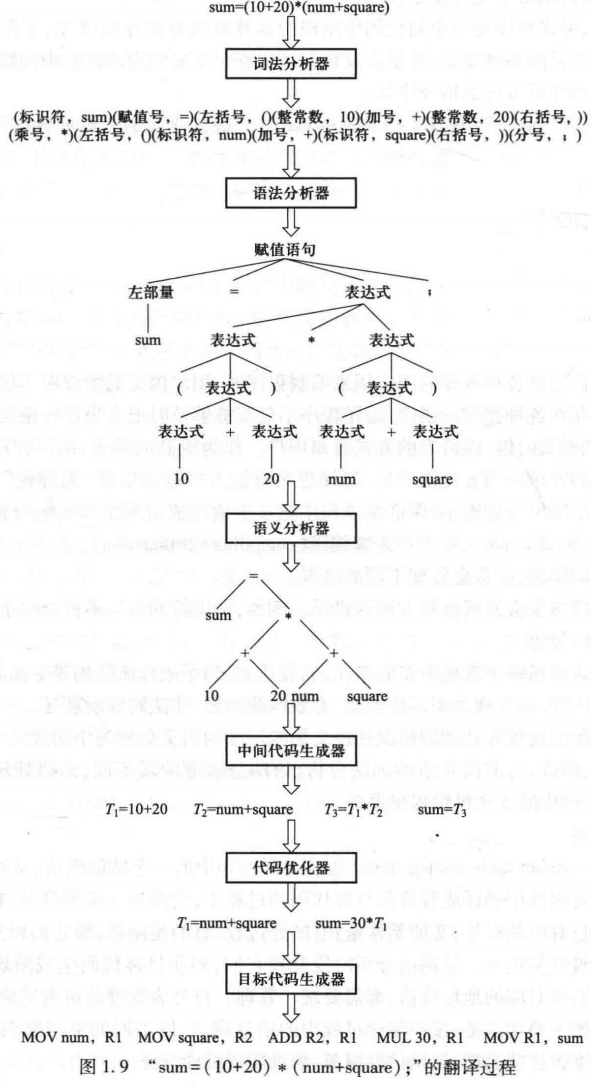 sum=(10+20)*(num+square)
词法分析器
(标识符, sum)(赋值号, =)(左括号, ()(整常数, 10)(加号, +)(整常数, 20)(右括号, ))
(乘号, *)(左括号, ()(标识符, num)(加号, +)(标识符, square)(右括号, ))(分号, ; )
语法分析器
赋值语句
左部量 = 表达式 ;
sum 表达式 * 表达式
( 表达式 ) ( 表达式 )
表达式 + 表达式 表达式 + 表达式
10 20 num square
语义分析器
=
sum *
+ +
10 20 num square
中间代码生成器
T₁=10+20 T₂=num+square T₃=T₁*T₂ sum=T₃
代码优化器
T₁=num+square sum=30*T₁
目标代码生成器
MOV num, R1 MOV square, R2 ADD R2, R1 MUL 30, R1 MOV R1, sum
图 1.9 “sum=(10+20)*(num+square);”的翻译过程